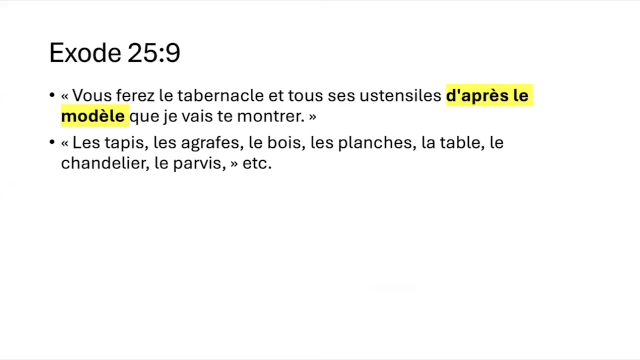 Exode 25:9
• « Vous ferez le tabernacle et tous ses ustensiles d'après le
modèle que je vais te montrer. »
• « Les tapis, les agrafes, le bois, les planches, la table, le
chandelier, le parvis, » etc.